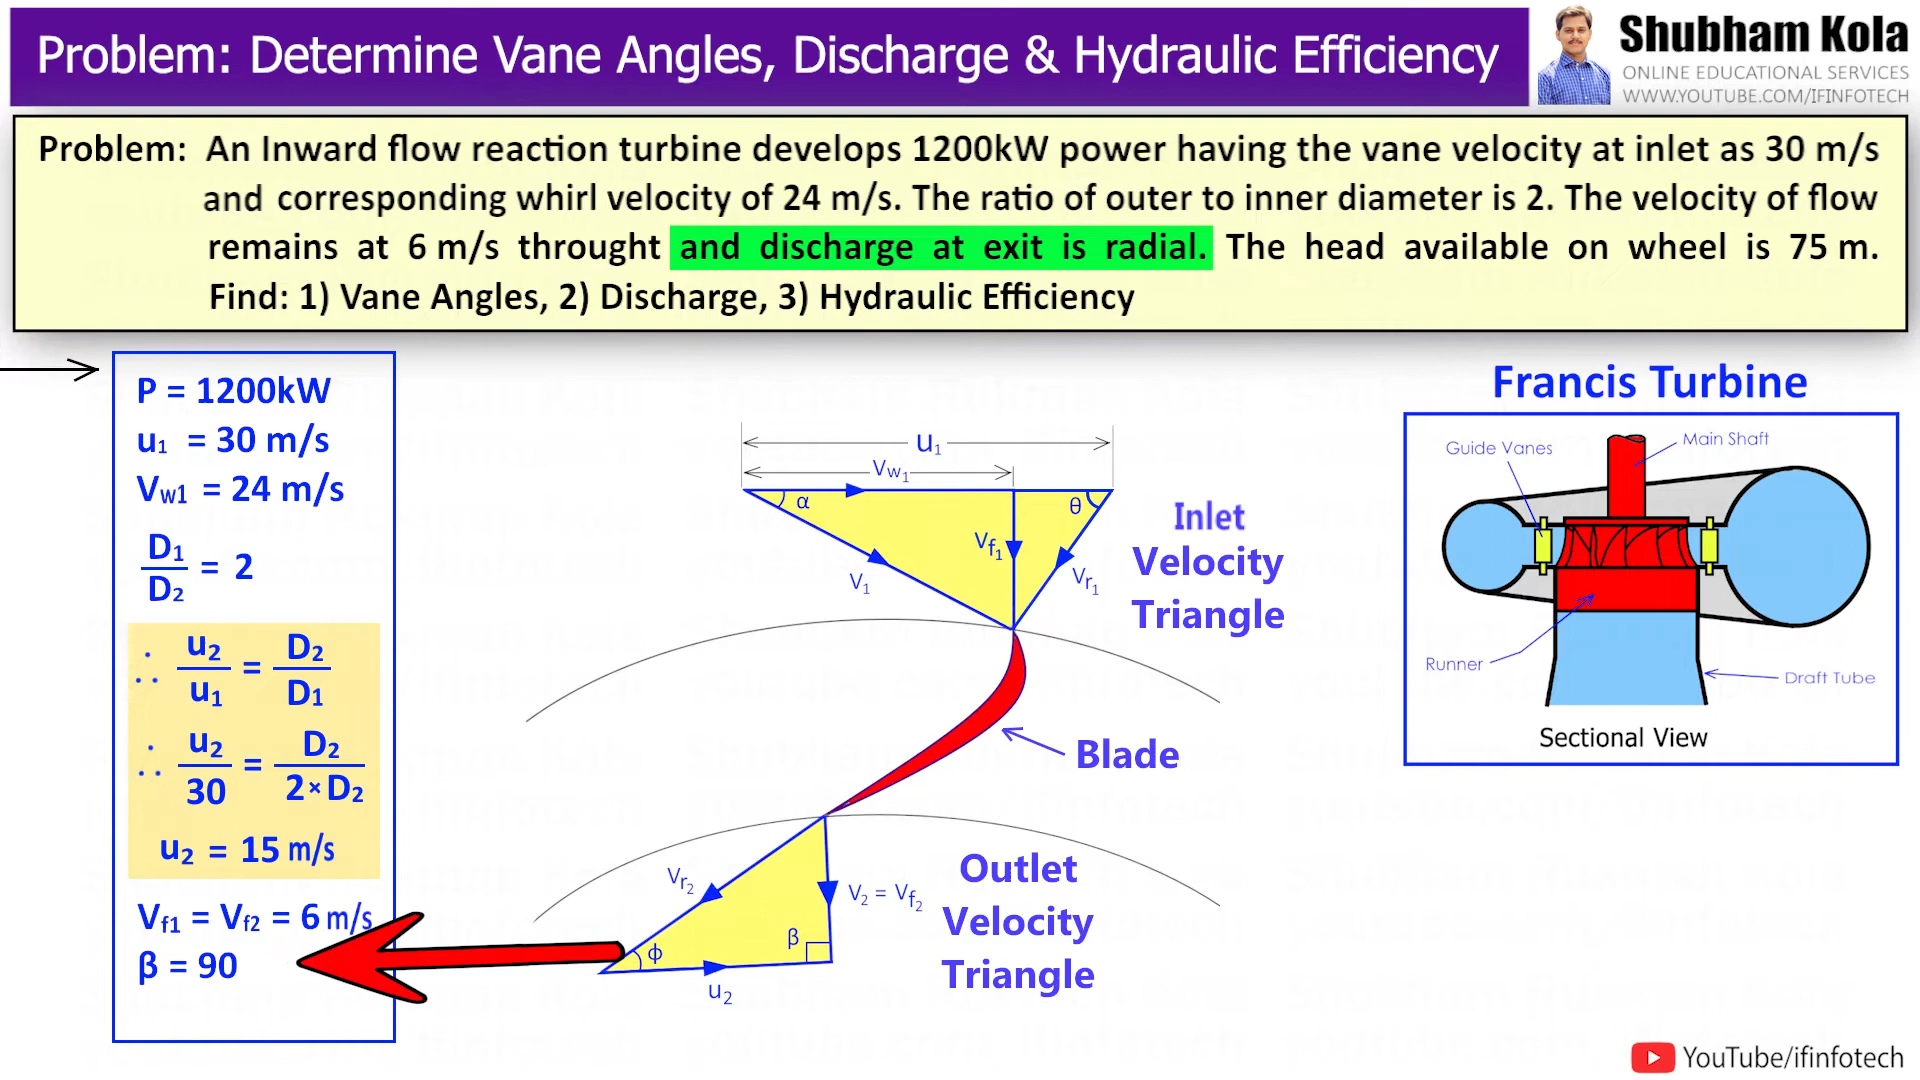 Problem: Determine Vane Angles, Discharge & Hydraulic Efficiency
Shubham Kola
ONLINE EDUCATIONAL SERVICES
WWW.YOUTUBE.COM/IFINFOTECH
Problem: An Inward flow reaction turbine develops 1200kW power having the vane velocity at inlet as 30 m/s
and corresponding whirl velocity of 24 m/s. The ratio of outer to inner diameter is 2. The velocity of flow
remains at 6 m/s throught and discharge at exit is radial. The head available on wheel is 75 m.
Find: 1) Vane Angles, 2) Discharge, 3) Hydraulic Efficiency
P = 1200kW
u1 = 30 m/s
Vw1 = 24 m/s
D1
D2
= 2
∴ u2
u1
= D2
D1
∴ u2
30
= D2
2×D2
u2 = 15 m/s
Vf1 = Vf2 = 6 m/s
β = 90
u1
Vw1
α
θ
Vf1
V1
Vr1
Inlet
Velocity
Triangle
Blade
Vr2
V2 = Vf2
β
φ
u2
Outlet
Velocity
Triangle
Francis Turbine
Guide Vanes
Main Shaft
Runner
Draft Tube
Sectional View
YouTube/ifinfotech